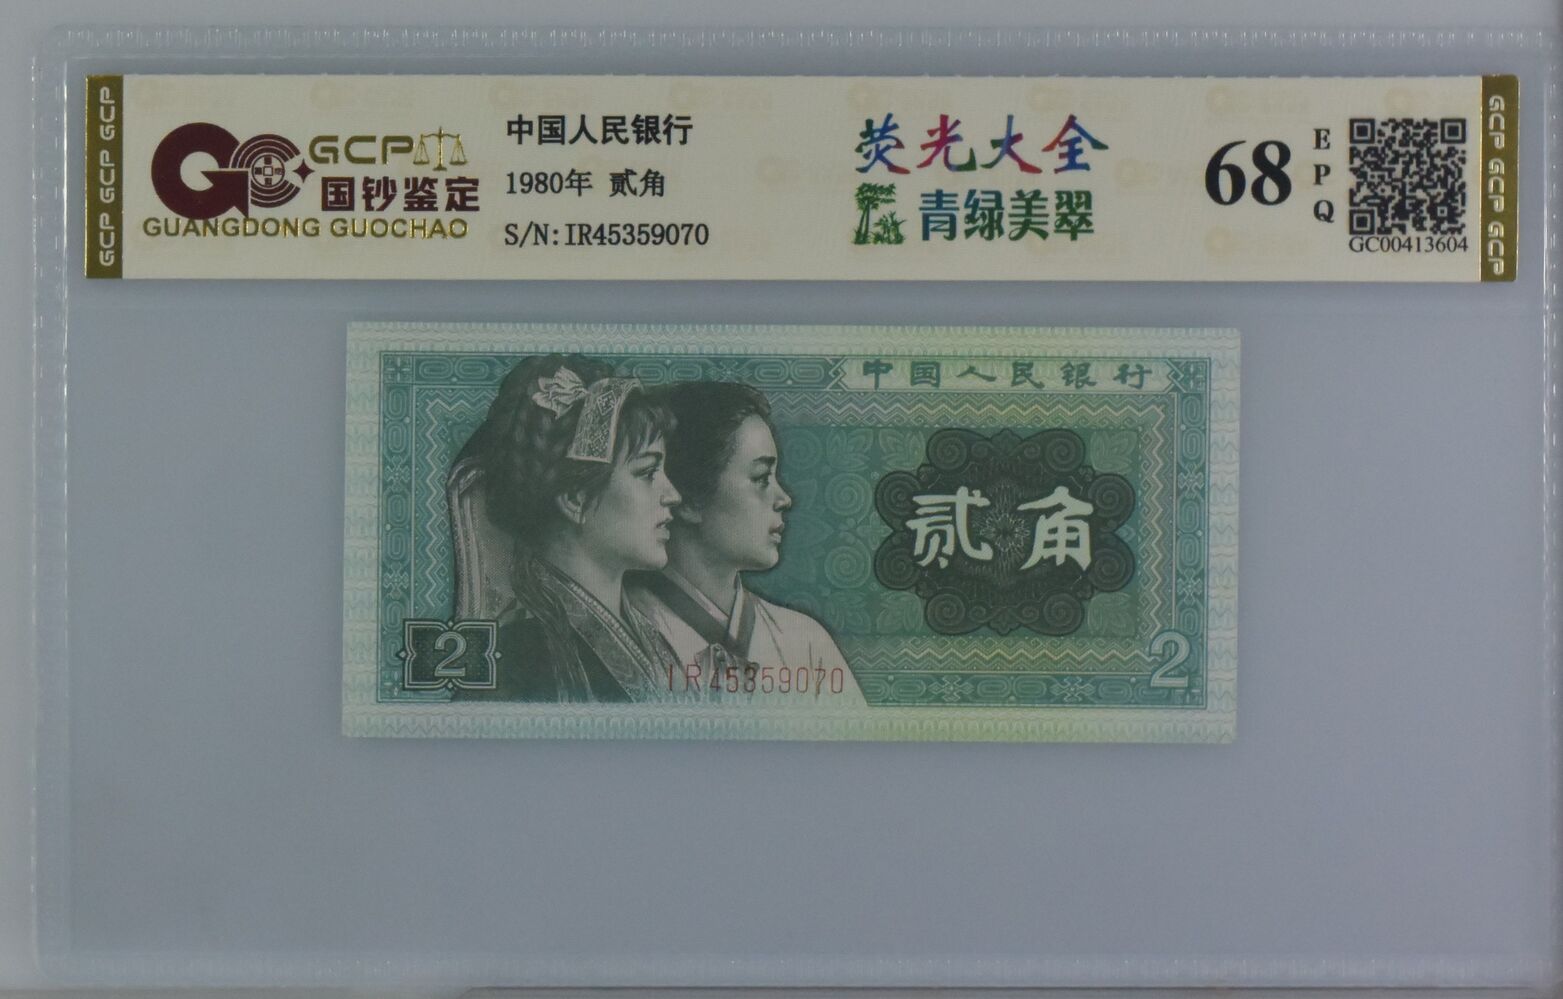 GCP GCP GCP
GCP
国钞鉴定
GUANGDONG GUOCHAO
中国人民银行
1980年 贰角
S/N:IR45359070
荧光大全
青绿美翠
68
EPQ
GC00413604
GCP GCP GCP
中国人民银行
贰角
2
IR45359070
2